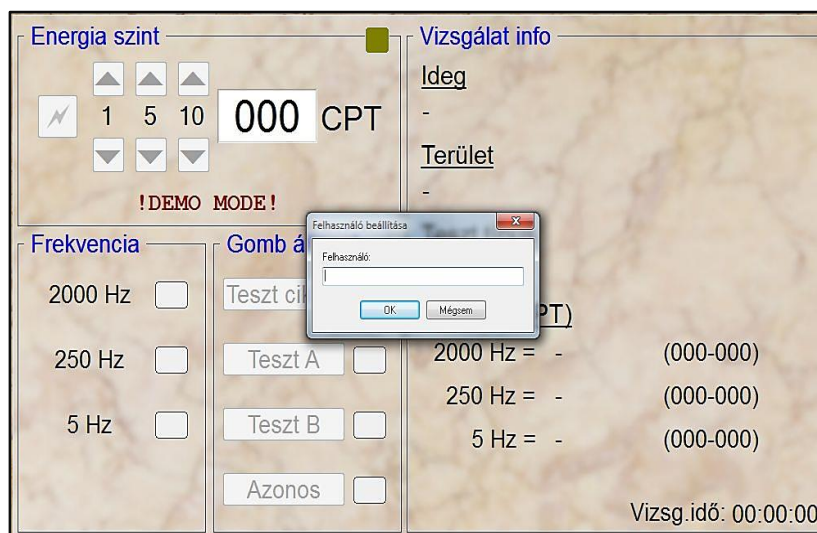 Energia szint
1 5 10 000 CPT
!DEMO MODE!
Vizsgálat info
Ideg
-
Terület
-
Felhasználó beállítása
Felhasználó:
OK Mégsem
Frekvencia
2000 Hz
250 Hz
5 Hz
Gomb á
Teszt cik
Teszt A
Teszt B
Azonos
PT)
2000 Hz = - (000-000)
250 Hz = - (000-000)
5 Hz = - (000-000)
Vizsg.idő: 00:00:00